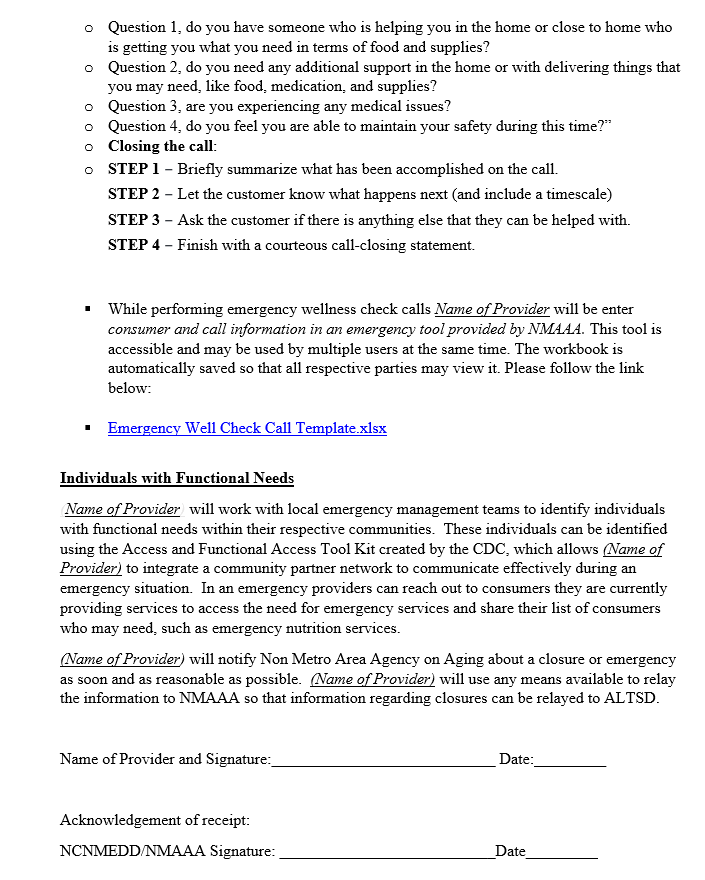 o Question 1, do you have someone who is helping you in the home or close to home who
is getting you what you need in terms of food and supplies?
o Question 2, do you need any additional support in the home or with delivering things that
you may need, like food, medication, and supplies?
o Question 3, are you experiencing any medical issues?
o Question 4, do you feel you are able to maintain your safety during this time?”
o Closing the call:
o STEP 1 – Briefly summarize what has been accomplished on the call.
STEP 2 – Let the customer know what happens next (and include a timescale)
STEP 3 – Ask the customer if there is anything else that they can be helped with.
STEP 4 – Finish with a courteous call-closing statement.
▪ While performing emergency wellness check calls Name of Provider will be enter
consumer and call information in an emergency tool provided by NMAAA. This tool is
accessible and may be used by multiple users at the same time. The workbook is
automatically saved so that all respective parties may view it. Please follow the link
below:
▪ Emergency Well Check Call Template.xlsx
Individuals with Functional Needs
(Name of Provider will work with local emergency management teams to identify individuals
with functional needs within their respective communities.  These individuals can be identified
using the Access and Functional Access Tool Kit created by the CDC, which allows (Name of
Provider) to integrate a community partner network to communicate effectively during an
emergency situation.  In an emergency providers can reach out to consumers they are currently
providing services to access the need for emergency services and share their list of consumers
who may need, such as emergency nutrition services.
(Name of Provider) will notify Non Metro Area Agency on Aging about a closure or emergency
as soon and as reasonable as possible.  (Name of Provider) will use any means available to relay
the information to NMAAA so that information regarding closures can be relayed to ALTSD.
Name of Provider and Signature:____________________________ Date:_________
Acknowledgement of receipt:
NCNMEDD/NMAAA Signature: ___________________________Date_________